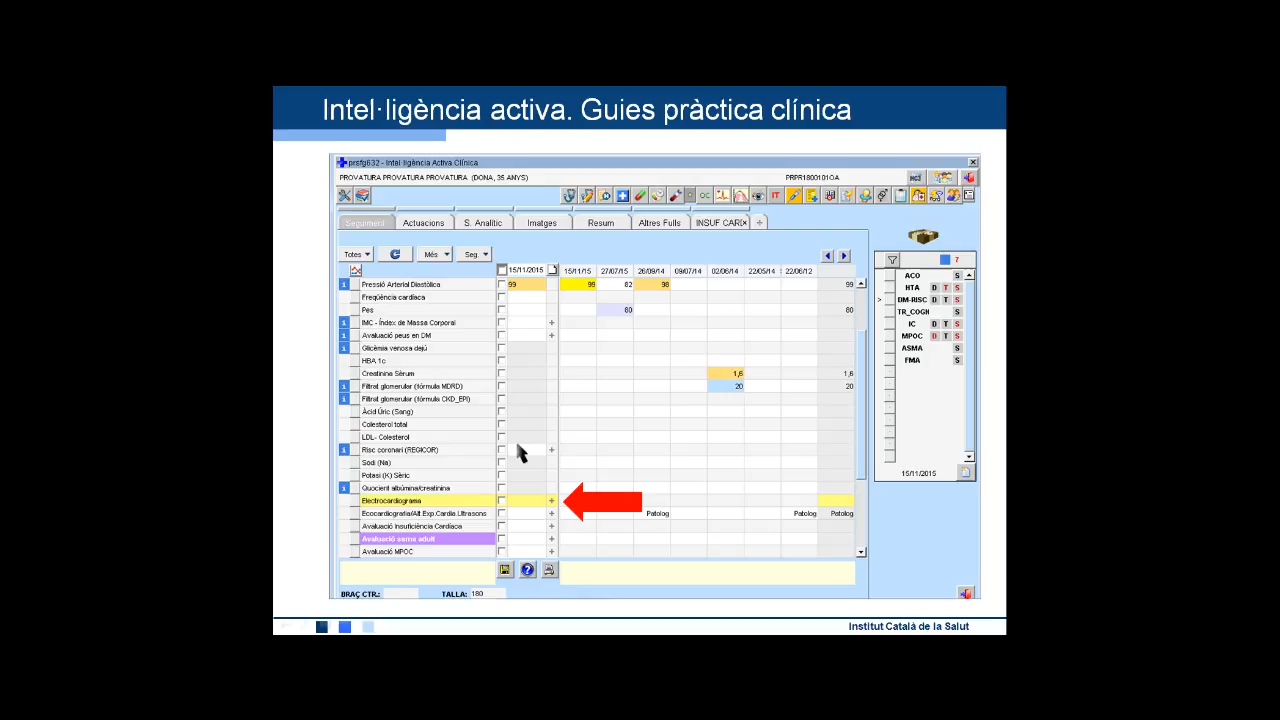 Intel·ligència activa. Guies pràctica clínica
prsfg632 - Intel·ligència Activa Clínica
PROVATURA PROVATURA PROVATURA (DONA, 35 ANYS) PRPR1800101OA
HC3
OC IT
Seguiment Actuacions S. Analític Imatges Resum Altres Fulls INSUF CARD +
Totes Més Seg. 7
15/11/2015 15/11/15 27/07/15 26/09/14 09/07/14 02/06/14 22/05/14 22/06/12
Pressió Arterial Diastòlica 99 99 82 98 99
Freqüència cardíaca
Pes 80 80
IMC - Índex de Massa Corporal +
Avaluació peus en DM +
Glicèmia venosa dejú
HBA 1c
Creatinina Sèrum 1,6 1,6
Filtrat glomerular (fórmula MDRD) 20 20
Filtrat glomerular (fórmula CKD_EPI)
Àcid Úric (Sang)
Colesterol total
LDL- Colesterol
Risc coronari (REGICOR) +
Sodi (Na)
Potasi (K) Sèric
Quocient albúmina/creatinina
Electrocardiograma +
Ecocardiografia/Alt.Exp.Cardia.Ultrasons + Patolog Patolog Patolog
Avaluació Insuficiència Cardíaca +
Avaluació asma adult +
Avaluació MPOC +
BRAÇ CTR.: TALLA: 180
ACO S
HTA D T S
> DM-RISC D T S
TR_COGN S
IC D T S
MPOC D T S
ASMA S
FMA S
15/11/2015
Institut Català de la Salut